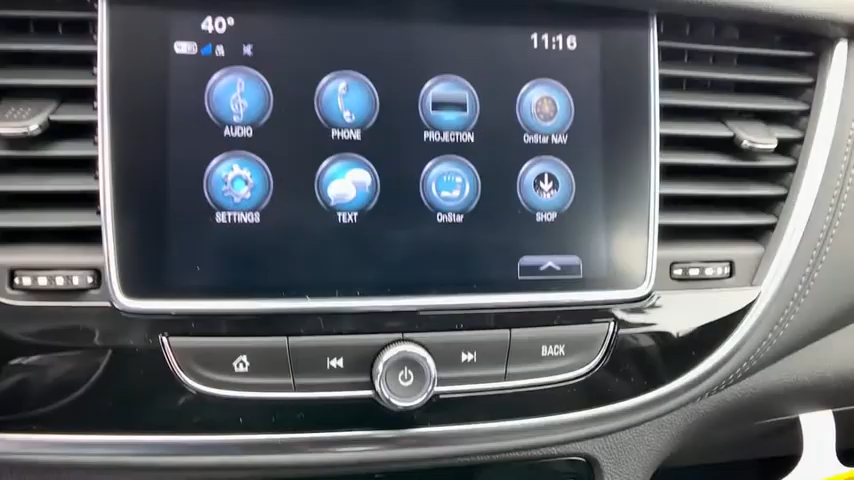 40°
11:16
AUDIO
PHONE
PROJECTION
OnStar NAV
SETTINGS
TEXT
OnStar
SHOP
BACK